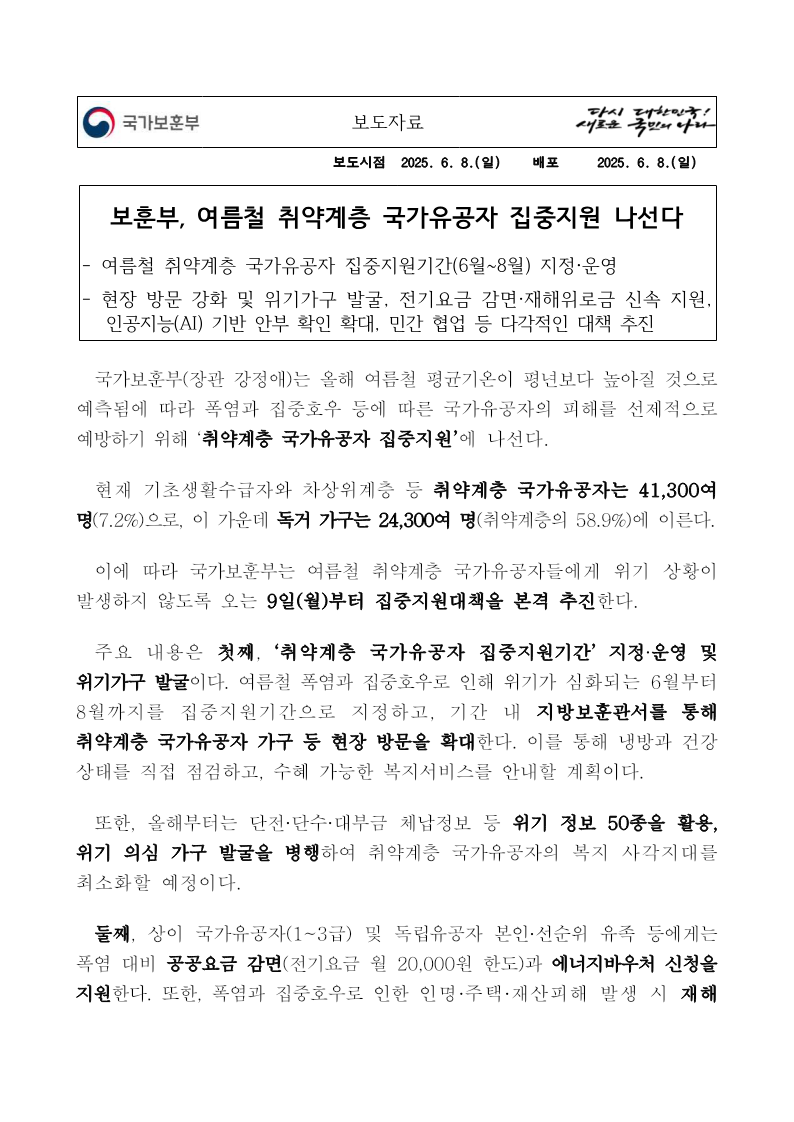 국가보훈부
보도자료
다시 대한민국!
새로운 국민의 나라
보도시점 2025. 6. 8.(일) 배포 2025. 6. 8.(일)
보훈부, 여름철 취약계층 국가유공자 집중지원 나선다
- 여름철 취약계층 국가유공자 집중지원기간(6월~8월) 지정·운영
- 현장 방문 강화 및 위기가구 발굴, 전기요금 감면·재해위로금 신속 지원,
인공지능(AI) 기반 안부 확인 확대, 민간 협업 등 다각적인 대책 추진
국가보훈부(장관 강정애)는 올해 여름철 평균기온이 평년보다 높아질 것으로
예측됨에 따라 폭염과 집중호우 등에 따른 국가유공자의 피해를 선제적으로
예방하기 위해 ‘취약계층 국가유공자 집중지원’에 나선다.
현재 기초생활수급자와 차상위계층 등 취약계층 국가유공자는 41,300여
명(7.2%)으로, 이 가운데 독거 가구는 24,300여 명(취약계층의 58.9%)에 이른다.
이에 따라 국가보훈부는 여름철 취약계층 국가유공자들에게 위기 상황이
발생하지 않도록 오는 9일(월)부터 집중지원대책을 본격 추진한다.
주요 내용은 첫째, ‘취약계층 국가유공자 집중지원기간’ 지정·운영 및
위기가구 발굴이다. 여름철 폭염과 집중호우로 인해 위기가 심화되는 6월부터
8월까지를 집중지원기간으로 지정하고, 기간 내 지방보훈관서를 통해
취약계층 국가유공자 가구 등 현장 방문을 확대한다. 이를 통해 냉방과 건강
상태를 직접 점검하고, 수혜 가능한 복지서비스를 안내할 계획이다.
또한, 올해부터는 단전·단수·대부금 체납정보 등 위기 정보 50종을 활용,
위기 의심 가구 발굴을 병행하여 취약계층 국가유공자의 복지 사각지대를
최소화할 예정이다.
둘째, 상이 국가유공자(1~3급) 및 독립유공자 본인·선순위 유족 등에게는
폭염 대비 공공요금 감면(전기요금 월 20,000원 한도)과 에너지바우처 신청을
지원한다. 또한, 폭염과 집중호우로 인한 인명·주택·재산피해 발생 시 재해